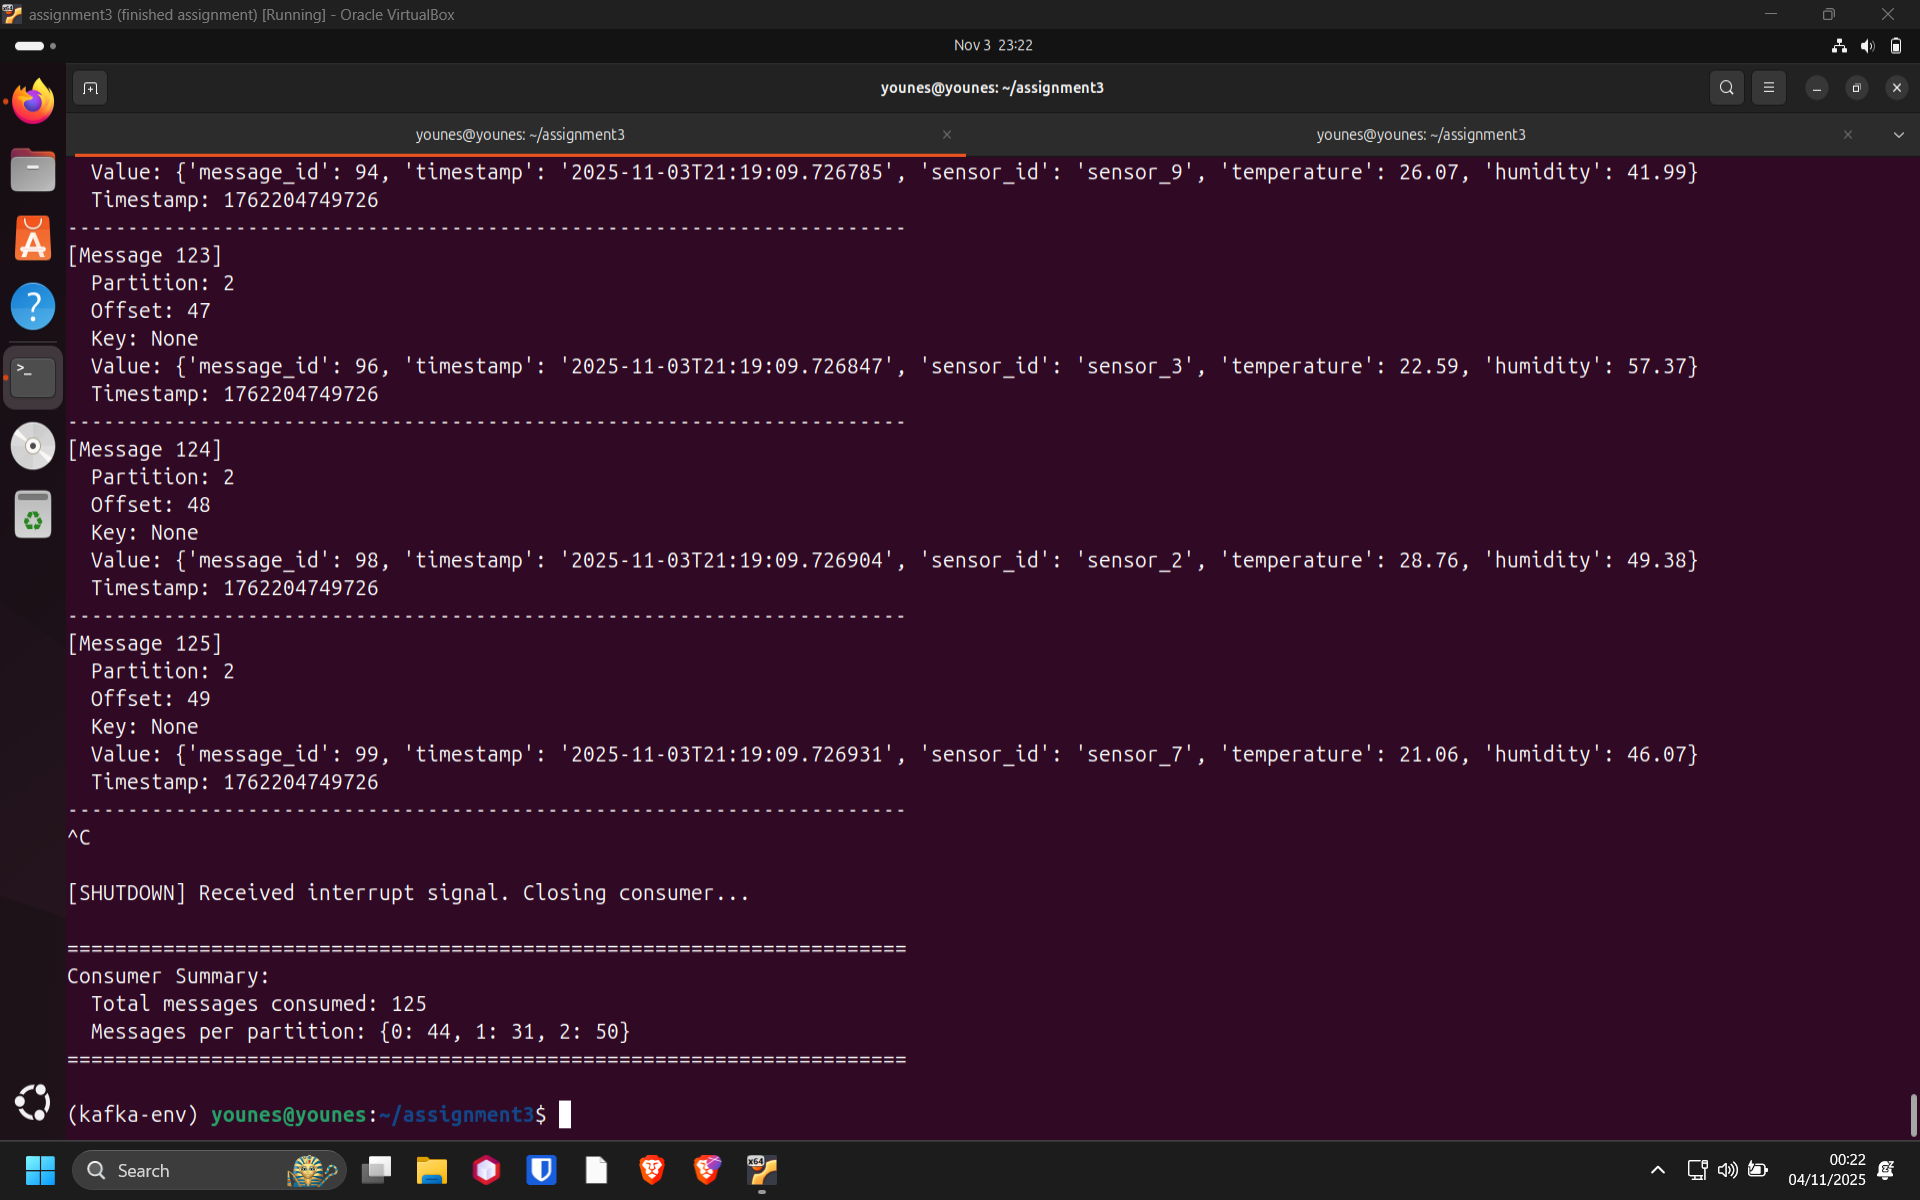 assignment3 (finished assignment) [Running] - Oracle VirtualBox
Nov 3 23:22
younes@younes: ~/assignment3
younes@younes: ~/assignment3
younes@younes: ~/assignment3
Value: {'message_id': 94, 'timestamp': '2025-11-03T21:19:09.726785', 'sensor_id': 'sensor_9', 'temperature': 26.07, 'humidity': 41.99}
Timestamp: 1762204749726
----------------------------------------------------------------------
[Message 123]
Partition: 2
Offset: 47
Key: None
Value: {'message_id': 96, 'timestamp': '2025-11-03T21:19:09.726847', 'sensor_id': 'sensor_3', 'temperature': 22.59, 'humidity': 57.37}
Timestamp: 1762204749726
----------------------------------------------------------------------
[Message 124]
Partition: 2
Offset: 48
Key: None
Value: {'message_id': 98, 'timestamp': '2025-11-03T21:19:09.726904', 'sensor_id': 'sensor_2', 'temperature': 28.76, 'humidity': 49.38}
Timestamp: 1762204749726
----------------------------------------------------------------------
[Message 125]
Partition: 2
Offset: 49
Key: None
Value: {'message_id': 99, 'timestamp': '2025-11-03T21:19:09.726931', 'sensor_id': 'sensor_7', 'temperature': 21.06, 'humidity': 46.07}
Timestamp: 1762204749726
----------------------------------------------------------------------
^C
[SHUTDOWN] Received interrupt signal. Closing consumer...
======================================================================
Consumer Summary:
Total messages consumed: 125
Messages per partition: {0: 44, 1: 31, 2: 50}
======================================================================
(kafka-env) younes@younes:~/assignment3$
Search
x64
00:22
04/11/2025